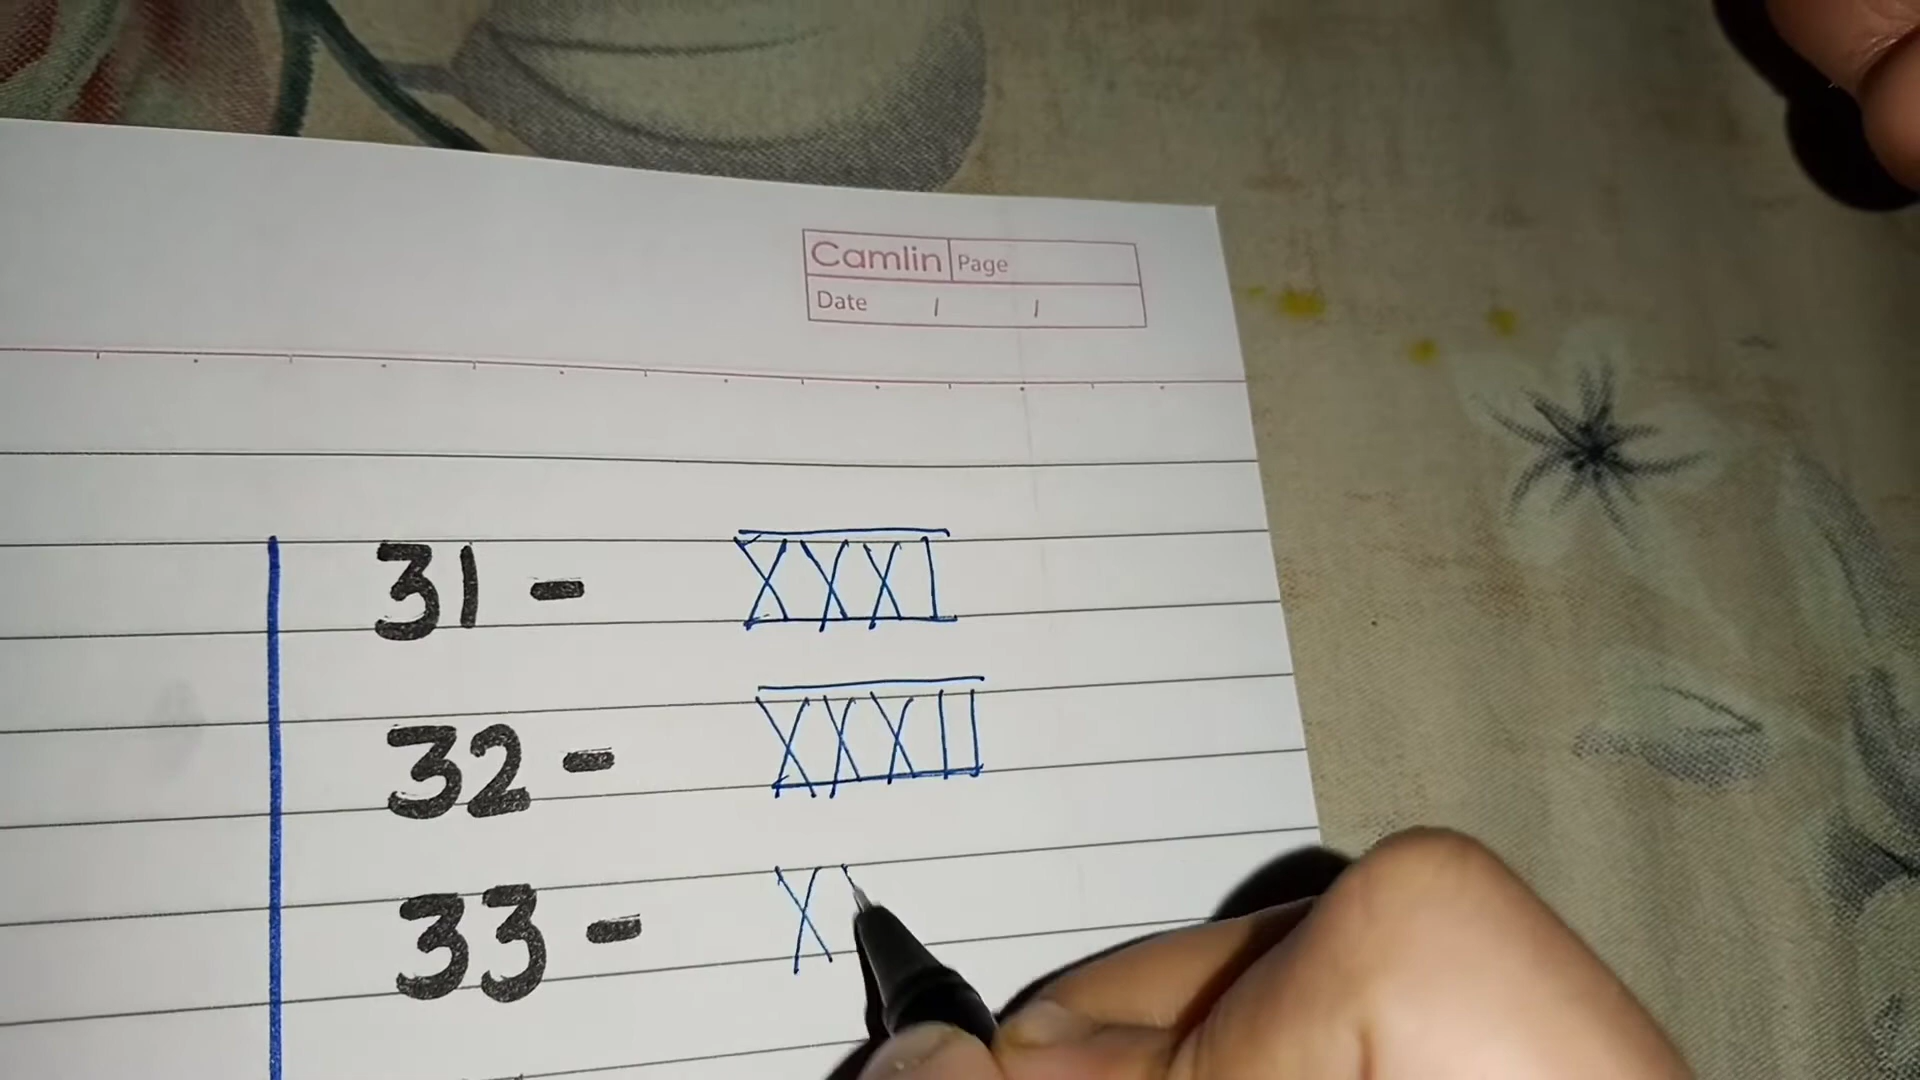 Camlin Page
Date / /
31 - XXXI
32 - XXXII
33 - X